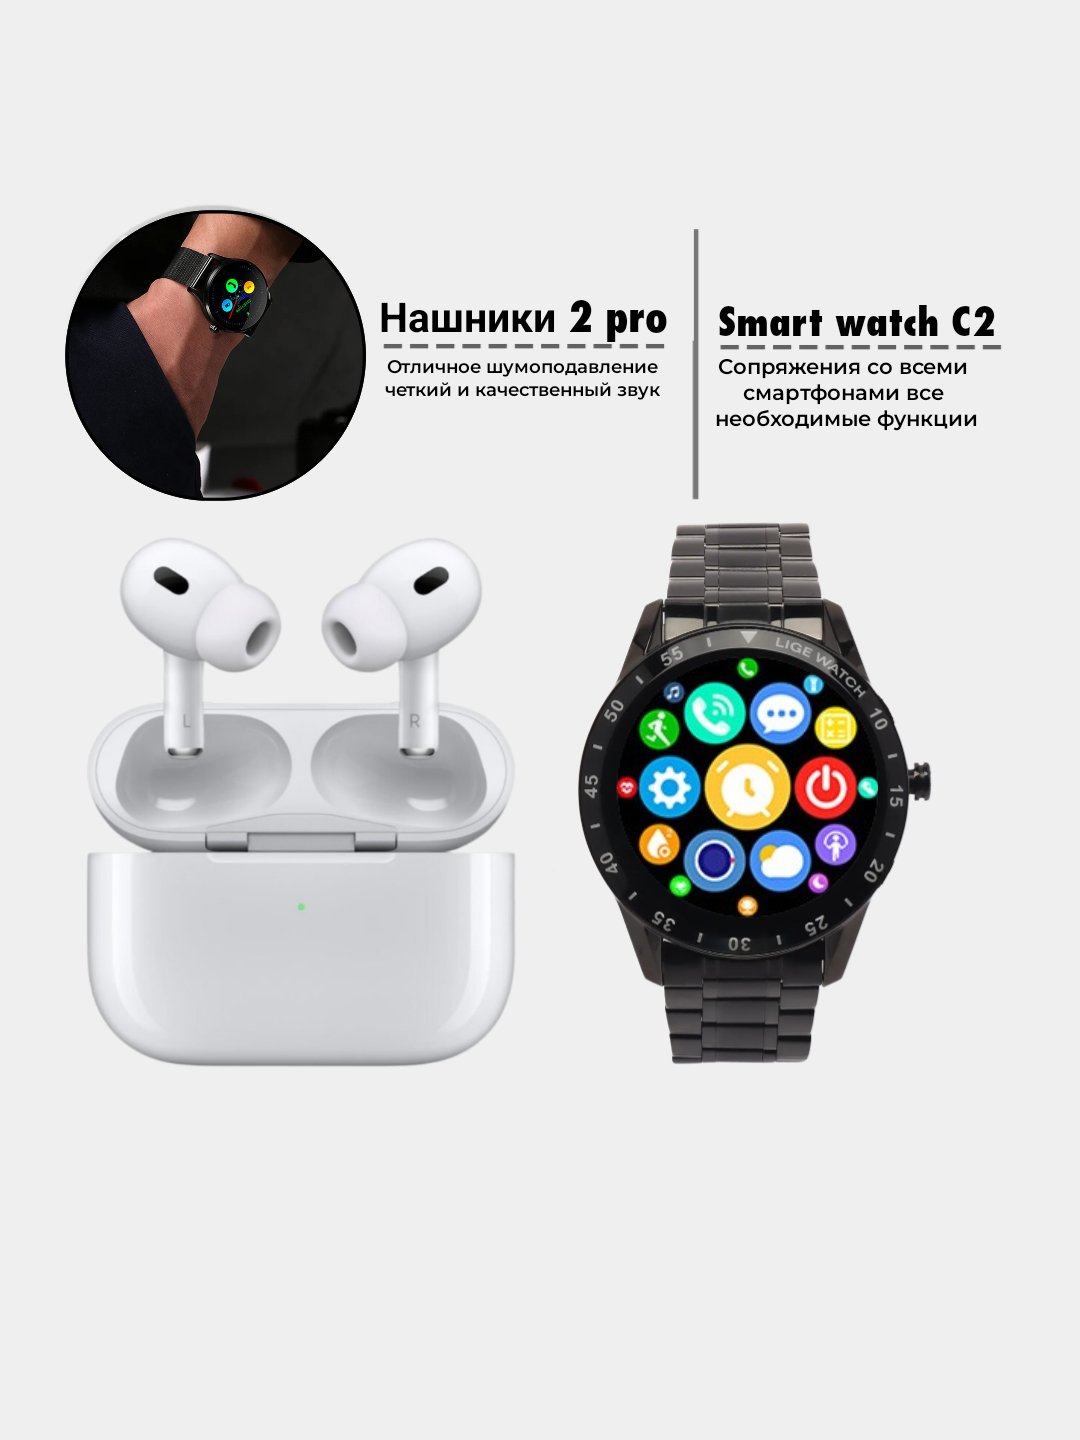 Нашники 2 pro
Отличное шумоподавление
четкий и качественный звук
Smart watch C2
Сопряжения со всеми
смартфонами все
необходимые функции
L
R
LIGE WATCH
10
15
20
25
30
35
40
45
50
55